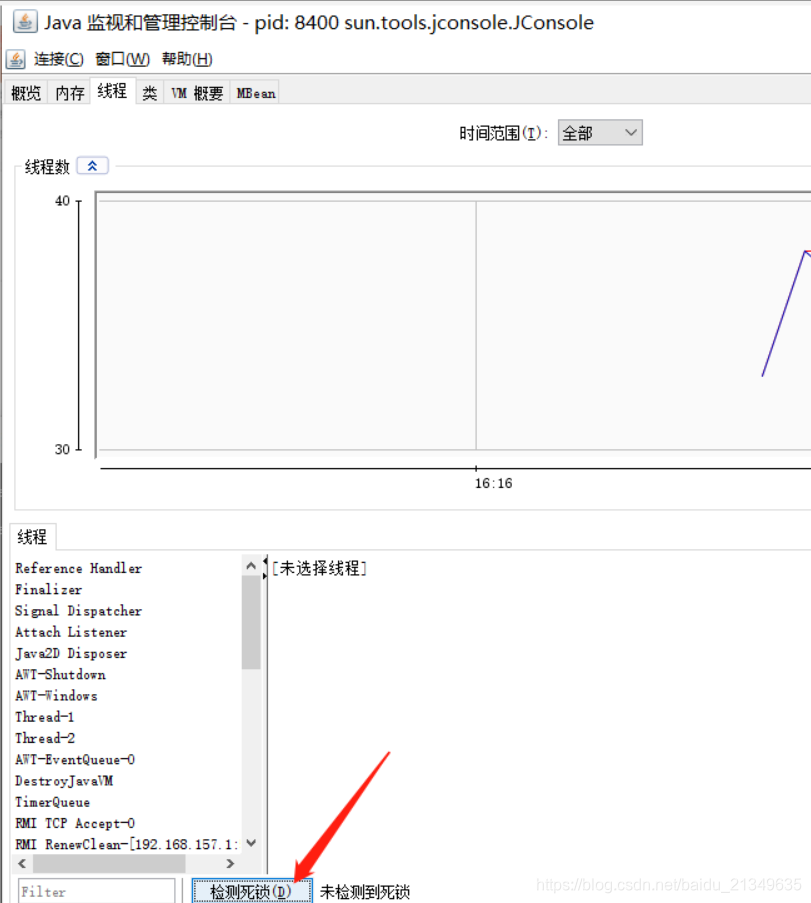 Java 监视和管理控制台 - pid: 8400 sun.tools.jconsole.JConsole
连接(C) 窗口(W) 帮助(H)
概览 内存 线程 类 VM 概要 MBean
时间范围(T): 全部
线程数
40
30
16:16
线程
Reference Handler
[未选择线程]
Finalizer
Signal Dispatcher
Attach Listener
Java2D Disposer
AWT-Shutdown
AWT-Windows
Thread-1
Thread-2
AWT-EventQueue-0
DestroyJavaVM
TimerQueue
RMI TCP Accept-0
RMI RenewClean-[192.168.157.1:
Filter 检测死锁(D) 未检测到死锁
https://blog.csdn.net/baidu_21349635